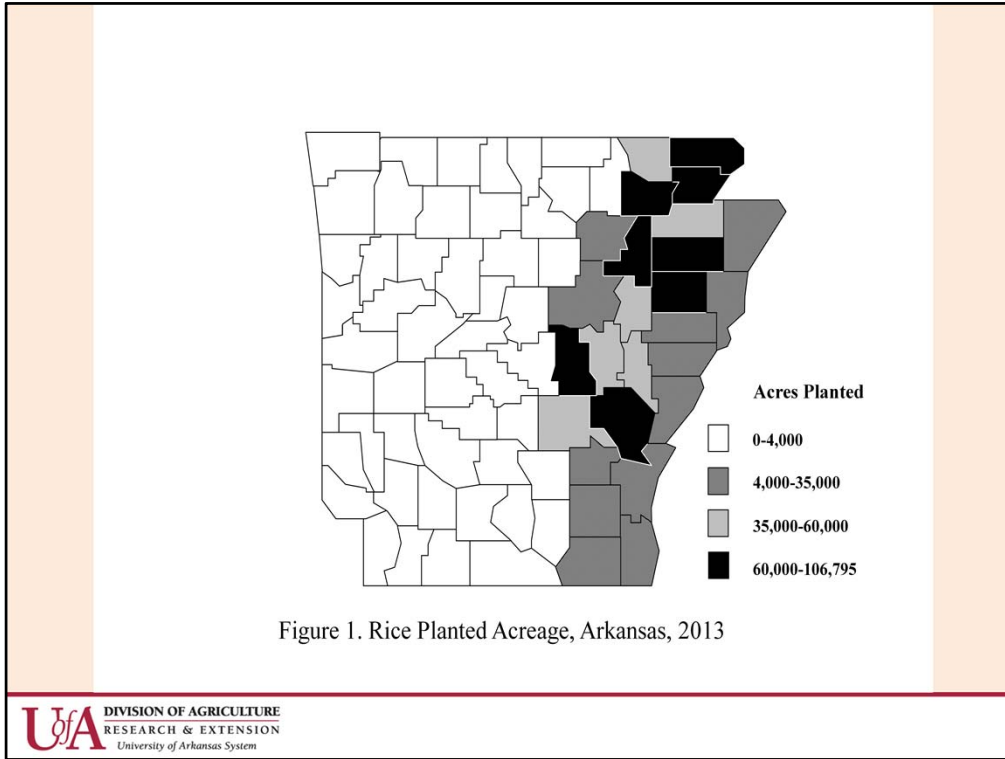 Acres Planted
0-4,000
4,000-35,000
35,000-60,000
60,000-106,795
Figure 1. Rice Planted Acreage, Arkansas, 2013
UofA DIVISION OF AGRICULTURE
RESEARCH & EXTENSION
University of Arkansas System